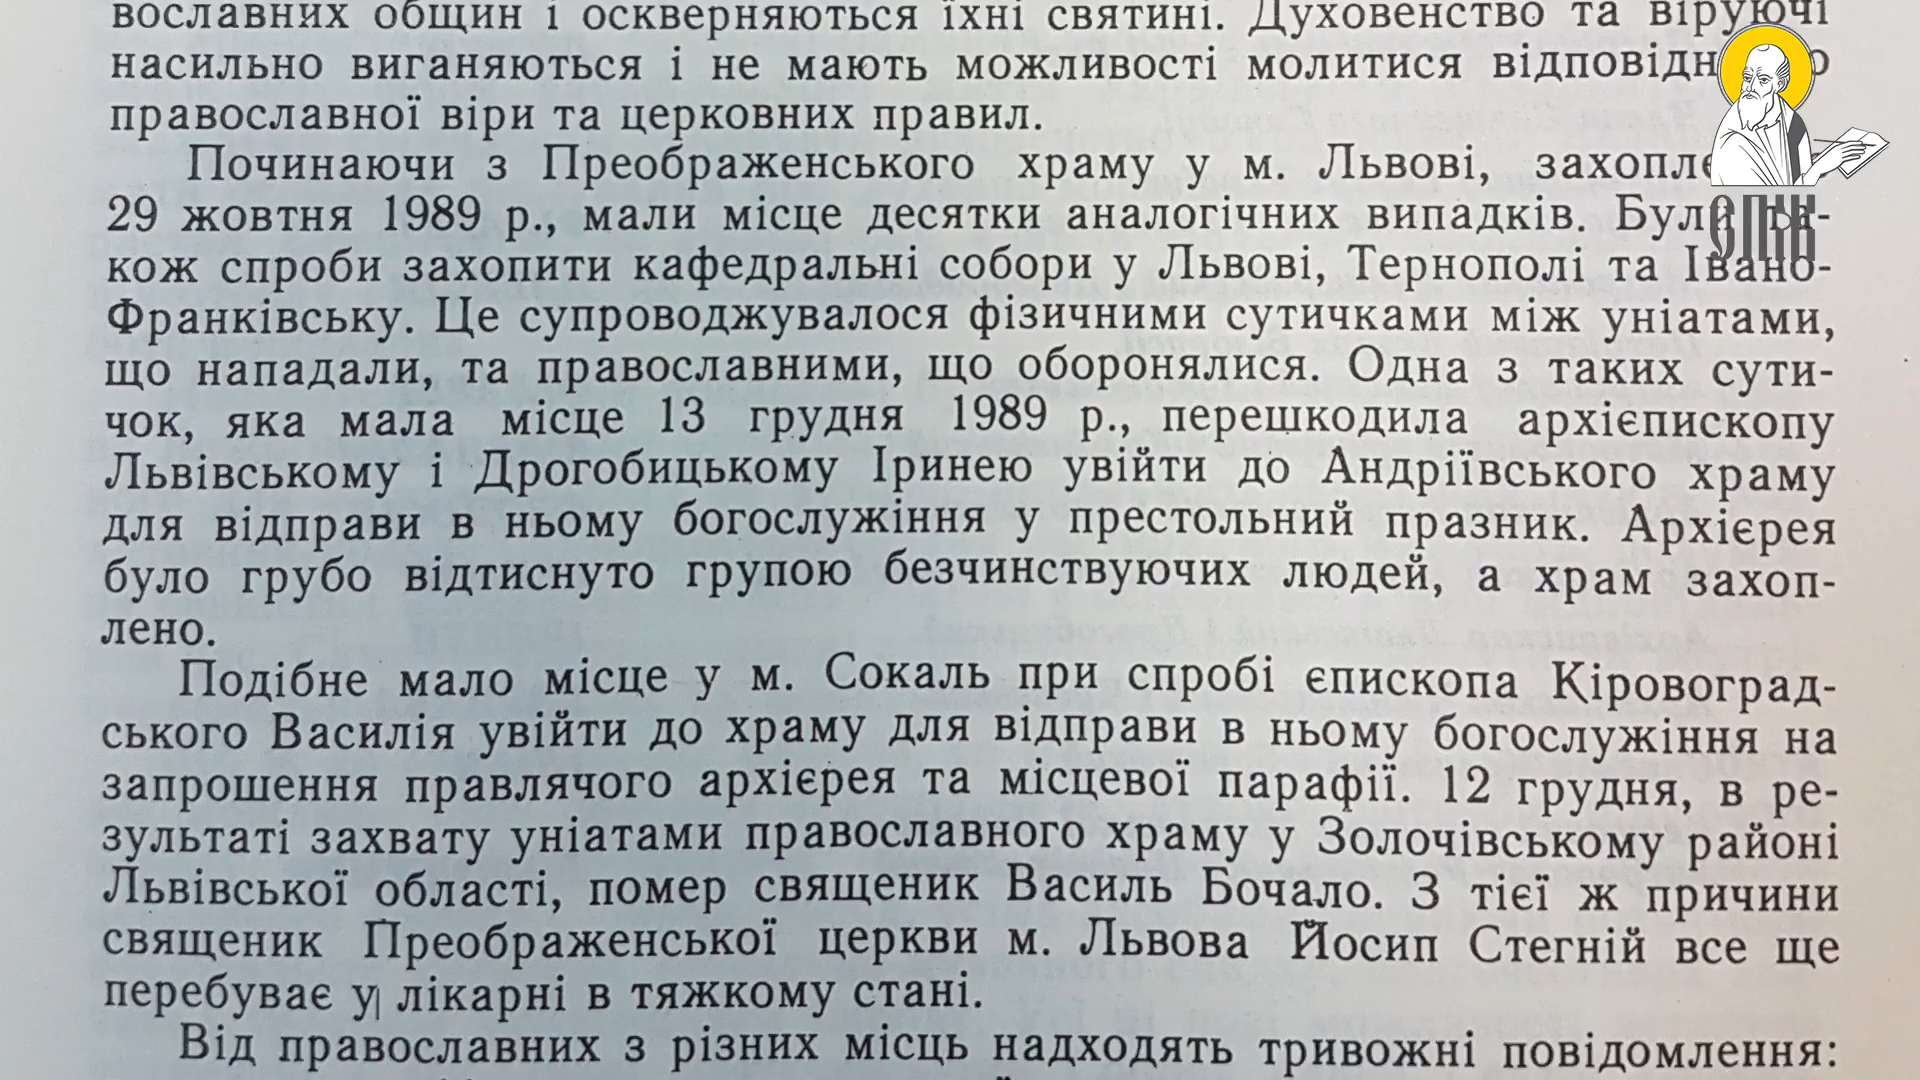 вославних общин і оскверняються їхні святині. Духовенство та віруючі
насильно виганяються і не мають можливості молитися відповідн о
православної віри та церковних правил.
Починаючи з Преображенського храму у м. Львові, захопле
29 жовтня 1989 р., мали місце десятки аналогічних випадків. Були та-
кож спроби захопити кафедральні собори у Львові, Тернополі та Івано-
Франківську. Це супроводжувалося фізичними сутичками між уніатами,
що нападали, та православними, що оборонялися. Одна з таких сути-
чок, яка мала місце 13 грудня 1989 р., перешкодила архієпископу
Львівському і Дрогобицькому Іринею увійти до Андріївського храму
для відправи в ньому богослужіння у престольний празник. Архієрея
було грубо відтиснуто групою безчинствуючих людей, а храм захоп-
лено.
Подібне мало місце у м. Сокаль при спробі єпископа Кіровоград-
ського Василія увійти до храму для відправи в ньому богослужіння на
запрошення правлячого архієрея та місцевої парафії. 12 грудня, в ре-
зультаті захвату уніатами православного храму у Золочівському районі
Львівської області, помер священик Василь Бочало. З тієї ж причини
священик Преображенської церкви м. Львова Йосип Стегній все ще
перебуває у лікарні в тяжкому стані.
Від православних з різних місць надходять тривожні повідомлення:
ЄПІК